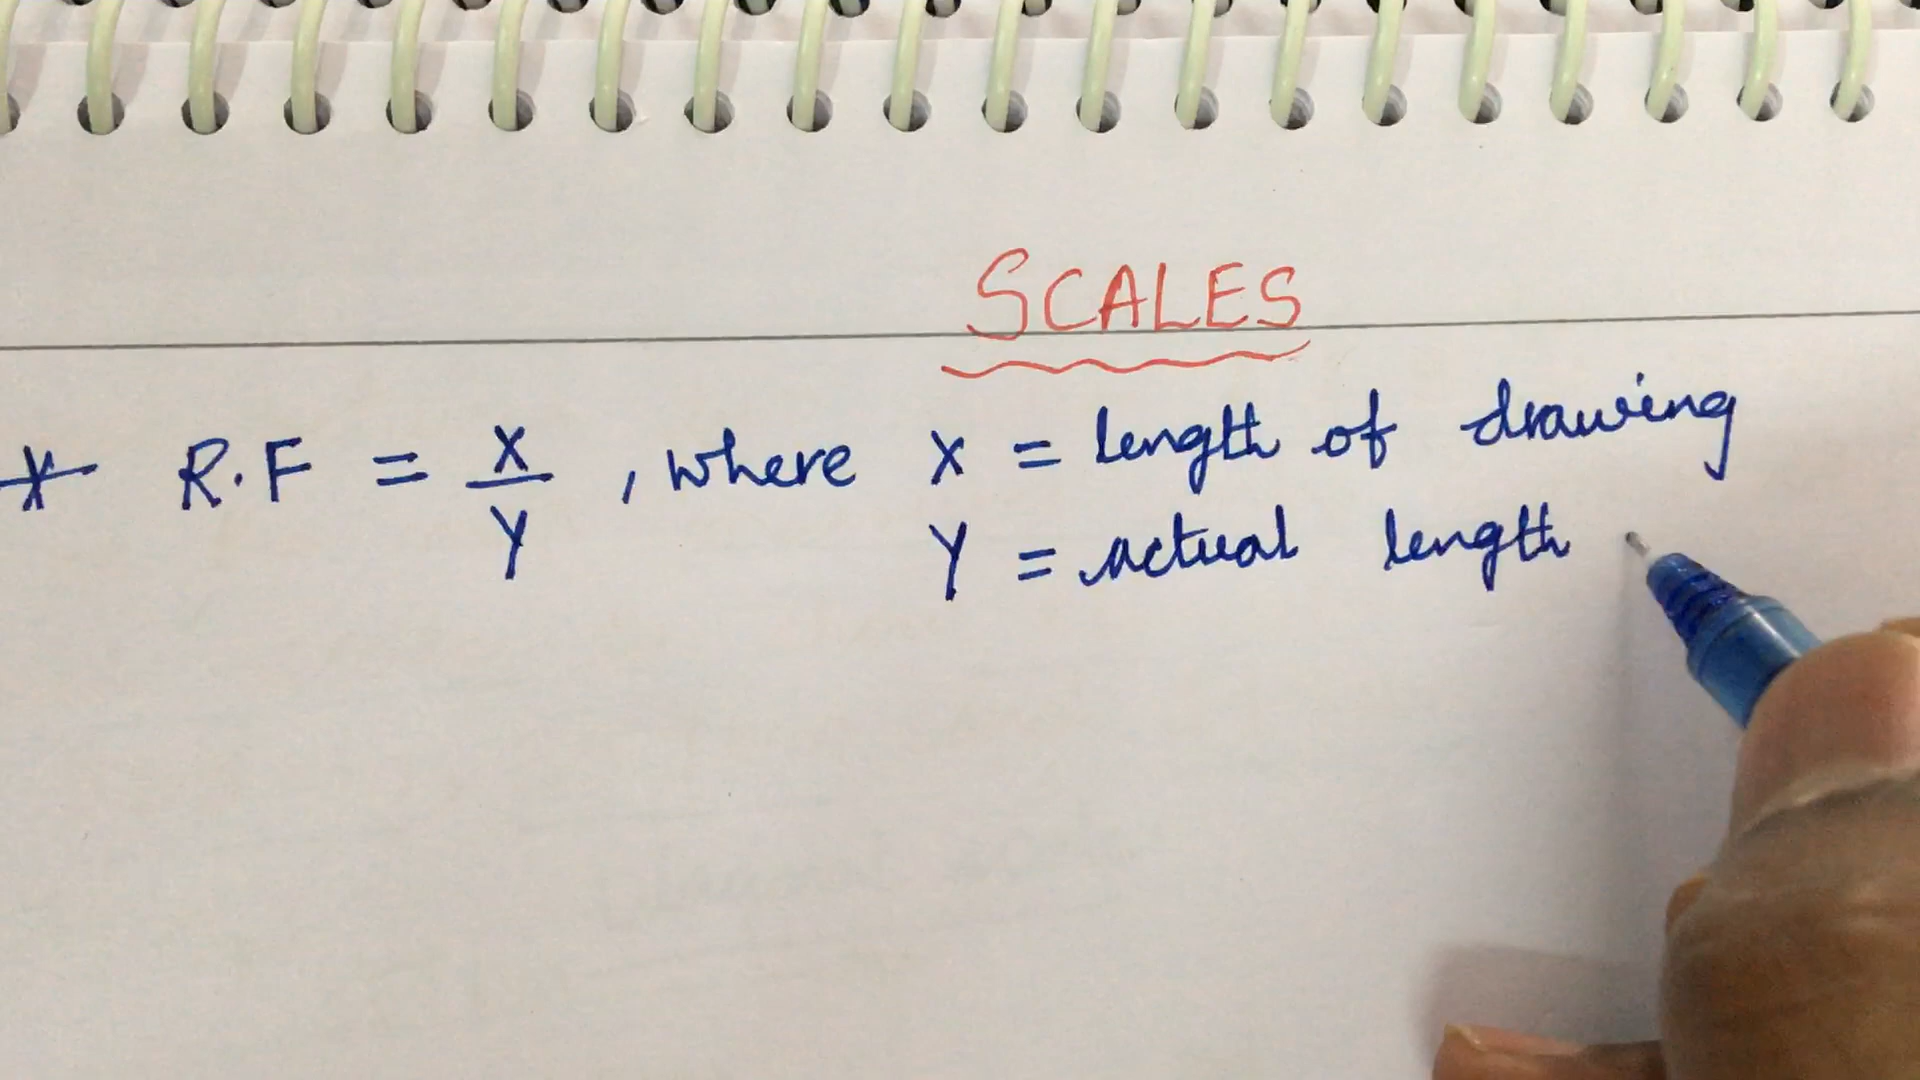 SCALES
* R.F = X/Y , where X = length of drawing
Y = actual length